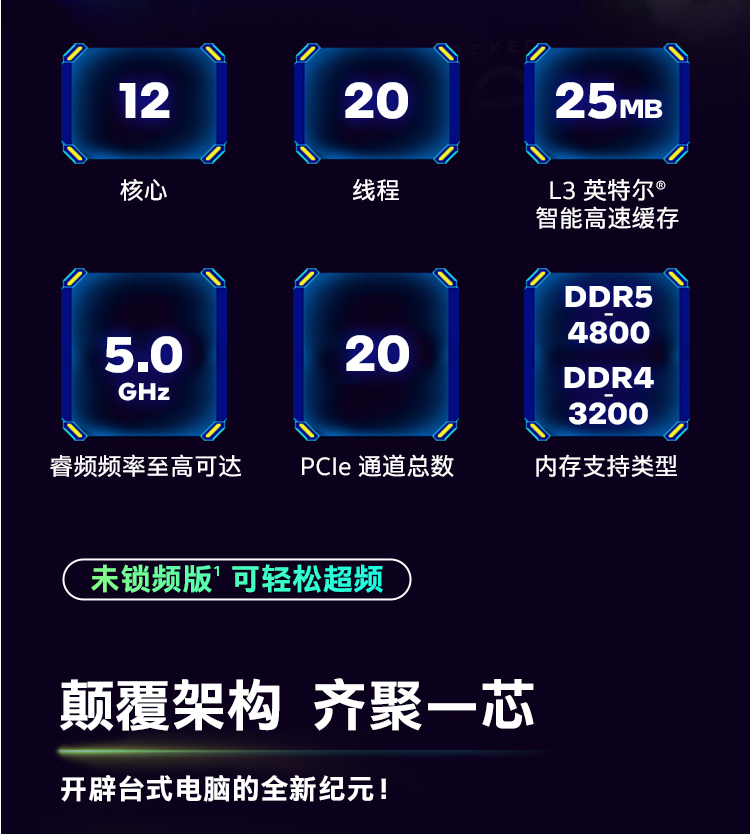 12
20
25MB
核心
线程
L3 英特尔®
智能高速缓存
5.0
GHz
20
DDR5
-
4800
DDR4
-
3200
睿频频率至高可达
PCIe 通道总数
内存支持类型
未锁频版1 可轻松超频
颠覆架构 齐聚一芯
开辟台式电脑的全新纪元！